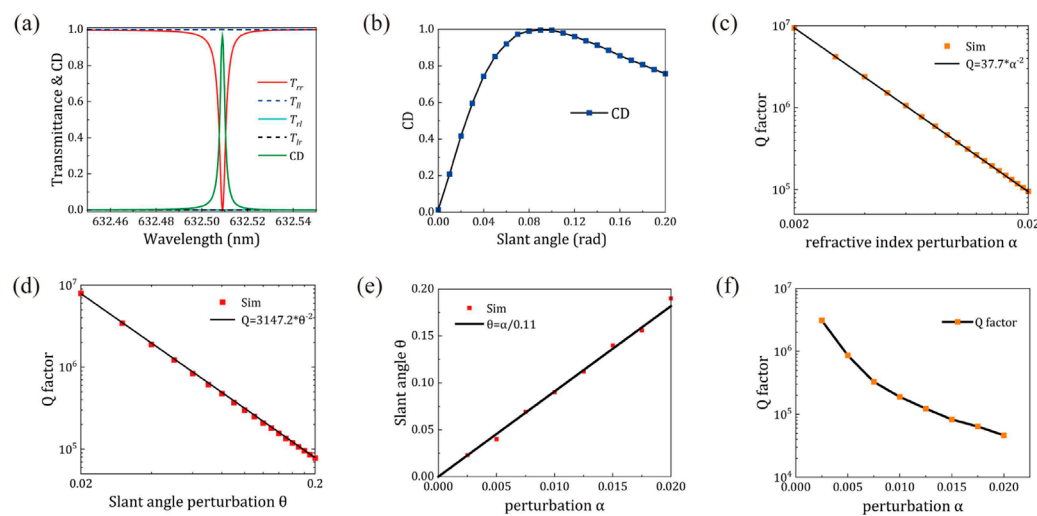 (a)
Transmittance & CD
1.0
0.8
0.6
0.4
0.2
0.0
T_rr
T_ll
T_rl
T_lr
CD
632.46 632.50 632.52 632.54
Wavelength (nm)
(b)
CD
1.0
0.8
0.6
0.4
0.2
0.0
CD
0.00 0.04 0.08 0.12 0.16 0.20
Slant angle (rad)
(c)
Q factor
10^7
10^6
10^5
Sim
Q=37.7*α^-2
0.002 0.02
refractive index perturbation α
(d)
Q factor
10^7
10^6
10^5
Sim
Q=3147.2*θ^-2
0.02 0.2
Slant angle perturbation θ
(e)
Slant angle θ
0.20
0.15
0.10
0.05
0.00
Sim
θ=α/0.11
0.000 0.005 0.010 0.015 0.020
perturbation α
(f)
Q factor
10^7
10^6
10^5
10^4
Q factor
0.000 0.005 0.010 0.015 0.020
perturbation α